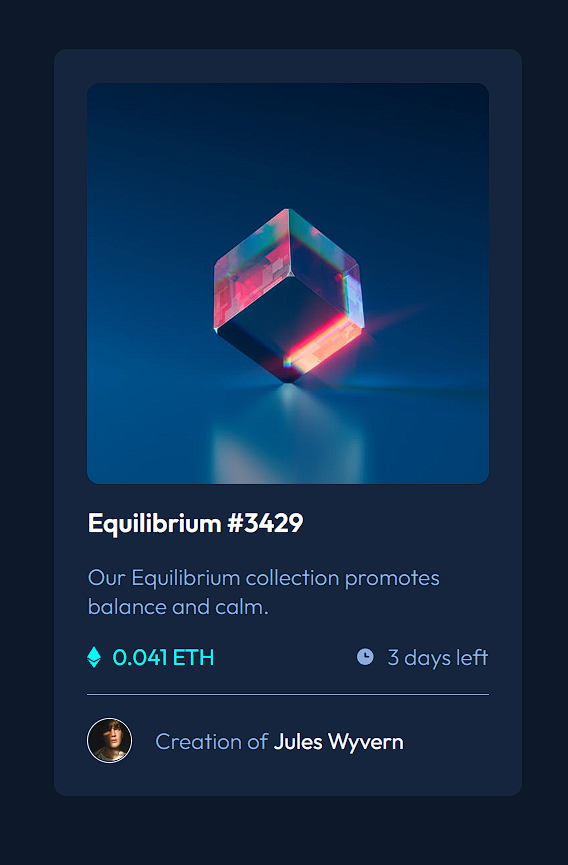 Equilibrium #3429
Our Equilibrium collection promotes
balance and calm.
0.041 ETH
3 days left
Creation of Jules Wyvern